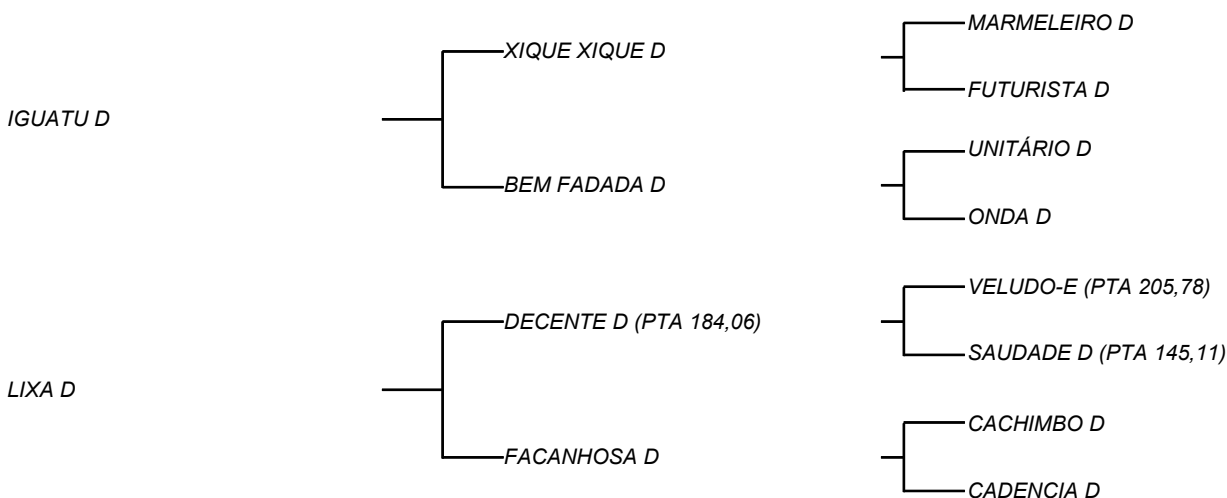 MARMELEIRO D
XIQUE XIQUE D
FUTURISTA D
IGUATU D
UNITÁRIO D
BEM FADADA D
ONDA D
VELUDO-E (PTA 205,78)
DECENTE D (PTA 184,06)
SAUDADE D (PTA 145,11)
LIXA D
CACHIMBO D
FACANHOSA D
CADENCIA D